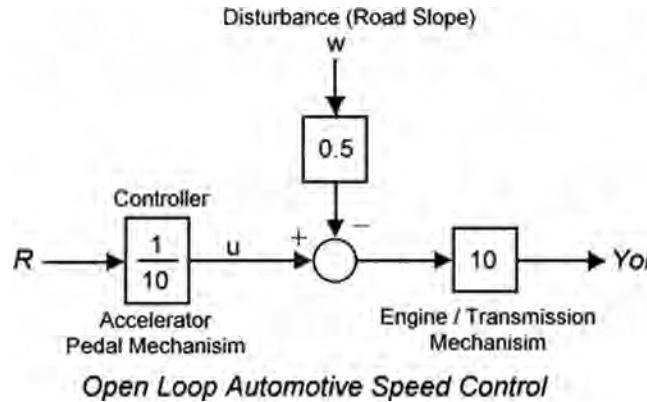 Disturbance (Road Slope)
w
0.5
Controller
R
1
10
u
+
−
10
Yol
Accelerator
Pedal Mechanisim
Engine / Transmission
Mechanisim
Open Loop Automotive Speed Control